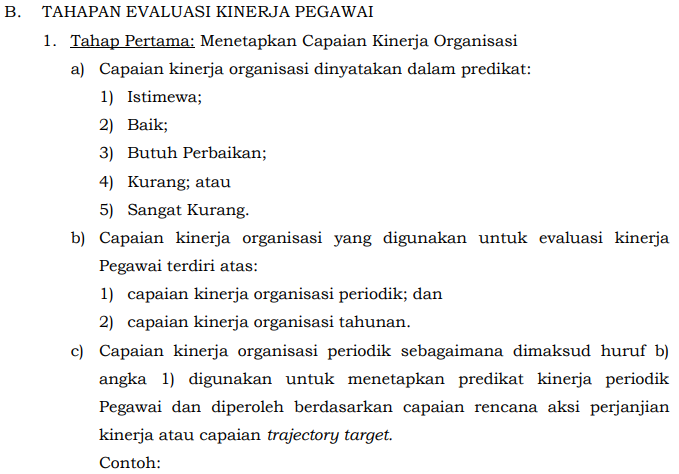 B. TAHAPAN EVALUASI KINERJA PEGAWAI
1. Tahap Pertama: Menetapkan Capaian Kinerja Organisasi
a) Capaian kinerja organisasi dinyatakan dalam predikat:
1) Istimewa;
2) Baik;
3) Butuh Perbaikan;
4) Kurang; atau
5) Sangat Kurang.
b) Capaian kinerja organisasi yang digunakan untuk evaluasi kinerja
Pegawai terdiri atas:
1) capaian kinerja organisasi periodik; dan
2) capaian kinerja organisasi tahunan.
c) Capaian kinerja organisasi periodik sebagaimana dimaksud huruf b)
angka 1) digunakan untuk menetapkan predikat kinerja periodik
Pegawai dan diperoleh berdasarkan capaian rencana aksi perjanjian
kinerja atau capaian trajectory target.
Contoh: